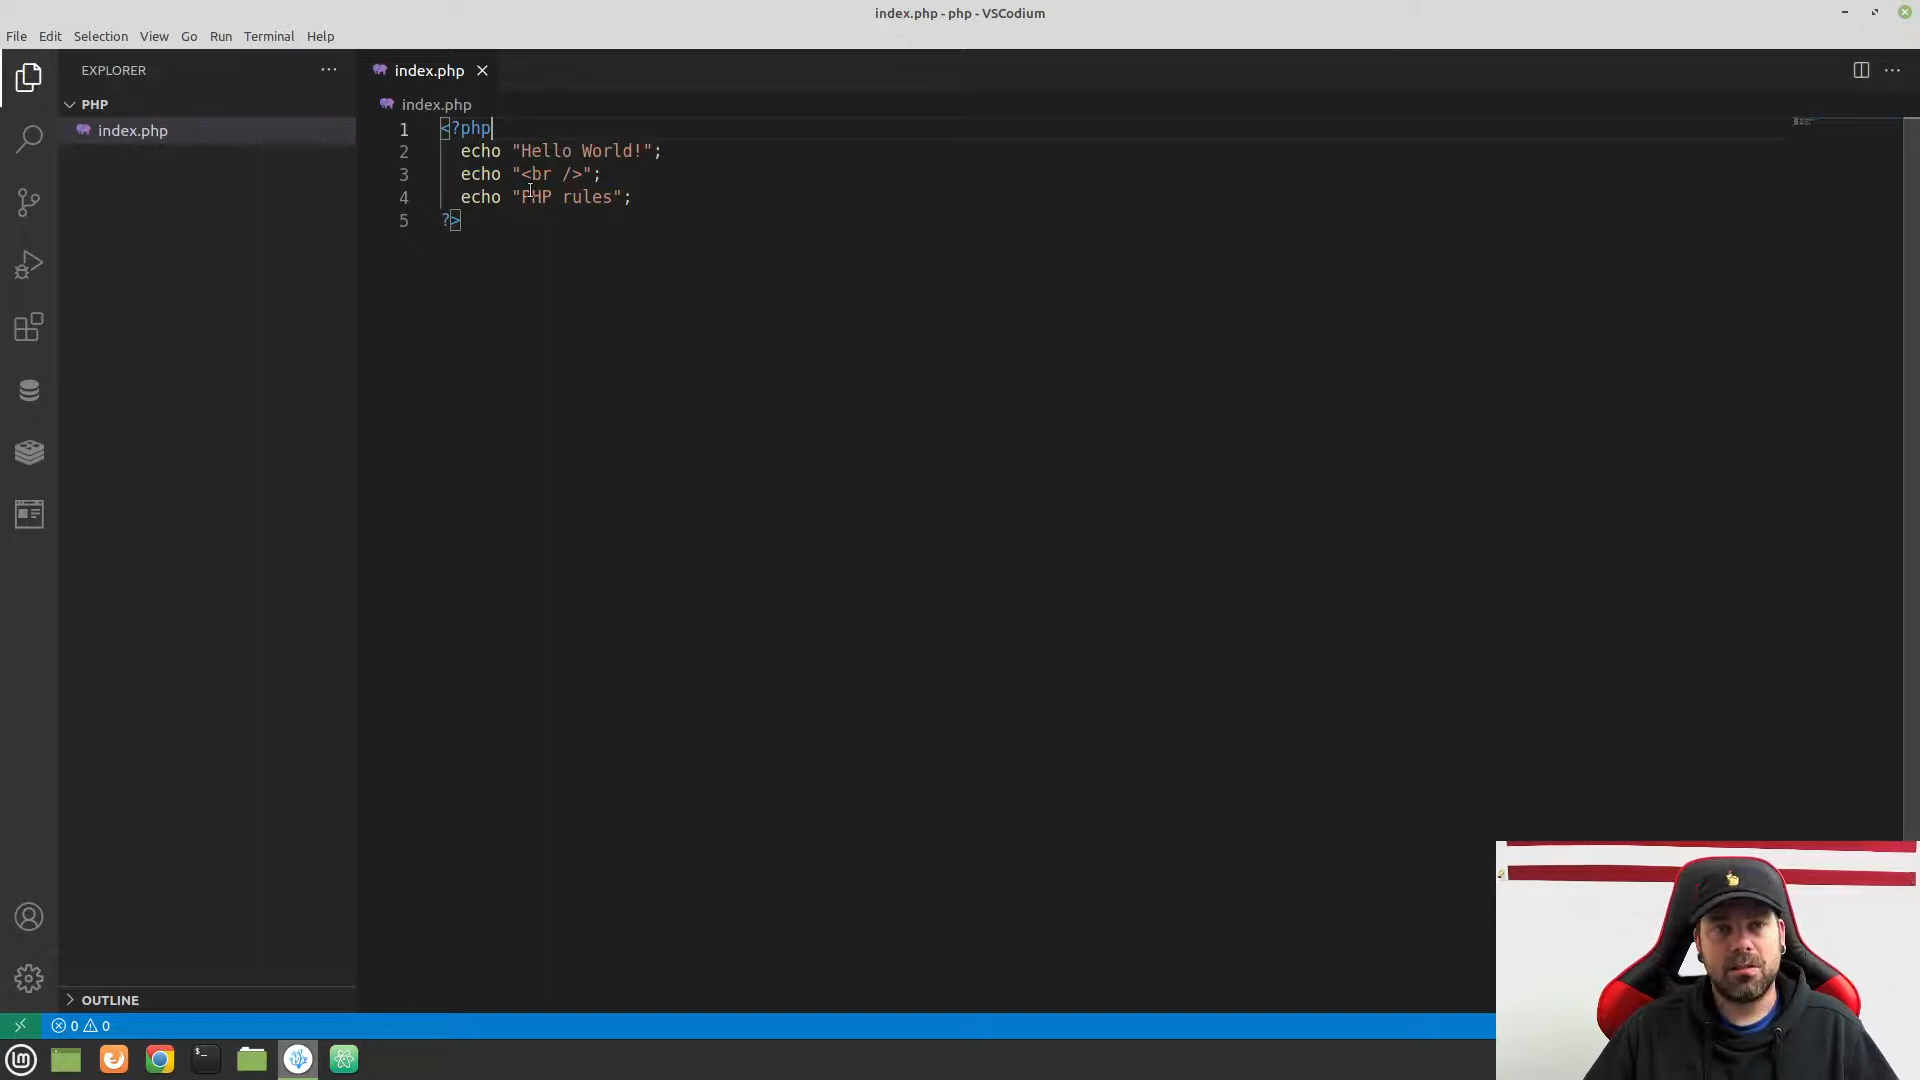 index.php - php - VSCodium
File Edit Selection View Go Run Terminal Help
EXPLORER
index.php
PHP
index.php
index.php
1 <?php
2 echo "Hello World!";
3 echo "<br />";
4 echo "PHP rules";
5 ?>
OUTLINE
0 0